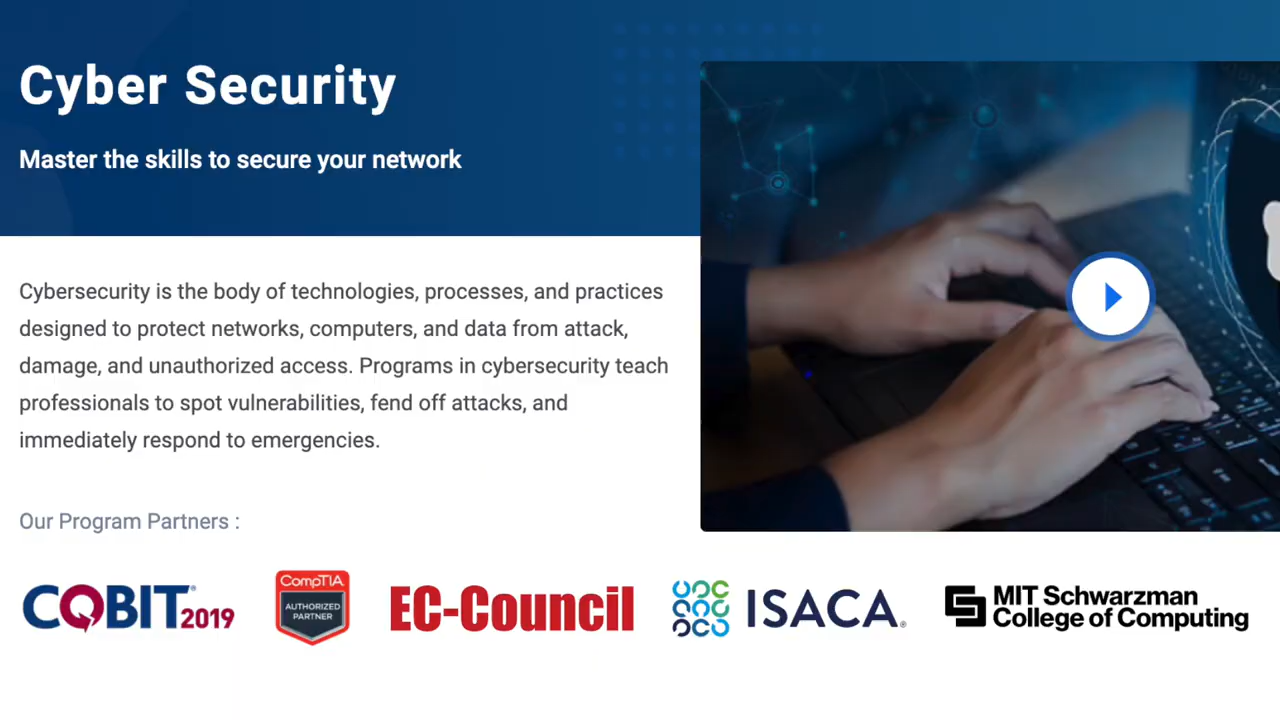 Cyber Security
Master the skills to secure your network
Cybersecurity is the body of technologies, processes, and practices
designed to protect networks, computers, and data from attack,
damage, and unauthorized access. Programs in cybersecurity teach
professionals to spot vulnerabilities, fend off attacks, and
immediately respond to emergencies.
Our Program Partners :
COBIT® 2019
CompTIA
AUTHORIZED
PARTNER
EC-Council
ISACA®
MIT Schwarzman
College of Computing